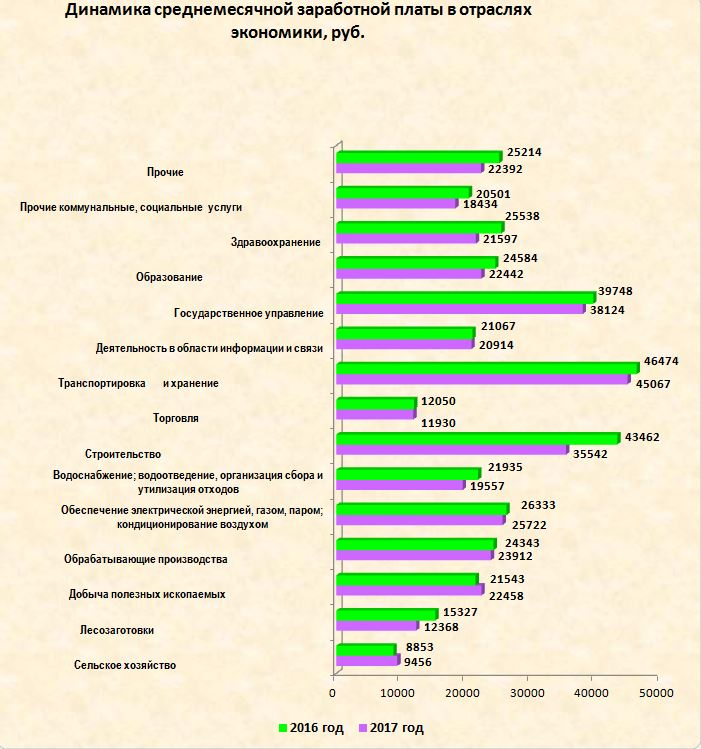 Динамика среднемесячной заработной платы в отраслях
экономики, руб.
25214
Прочие
22392
20501
Прочие коммунальные, социальные услуги
18434
25538
Здравоохранение
21597
24584
Образование
22442
39748
Государственное управление
38124
21067
Деятельность в области информации и связи
20914
46474
Транспортировка и хранение
45067
12050
Торговля
11930
43462
Строительство
35542
21935
Водоснабжение; водоотведение, организация сбора и
утилизация отходов
19557
26333
Обеспечение электрической энергией, газом, паром;
кондиционирование воздухом
25722
24343
Обрабатывающие производства
23912
21543
Добыча полезных ископаемых
22458
15327
Лесозаготовки
12368
8853
Сельское хозяйство
9456
0 10000 20000 30000 40000 50000
2016 год 2017 год